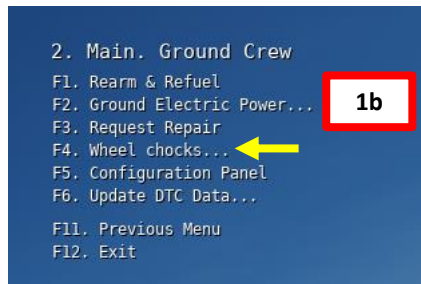 2. Main. Ground Crew
F1. Rearm & Refuel
F2. Ground Electric Power...
1b
F3. Request Repair
F4. Wheel chocks...
F5. Configuration Panel
F6. Update DTC Data...
F11. Previous Menu
F12. Exit